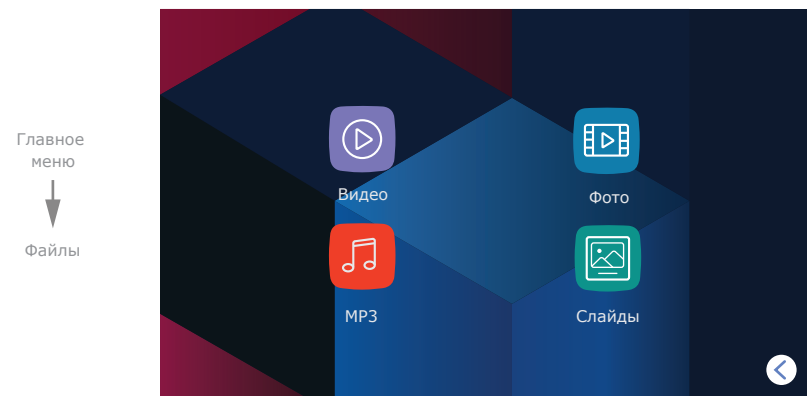 Главное
меню
Файлы
Видео
Фото
MP3
Слайды